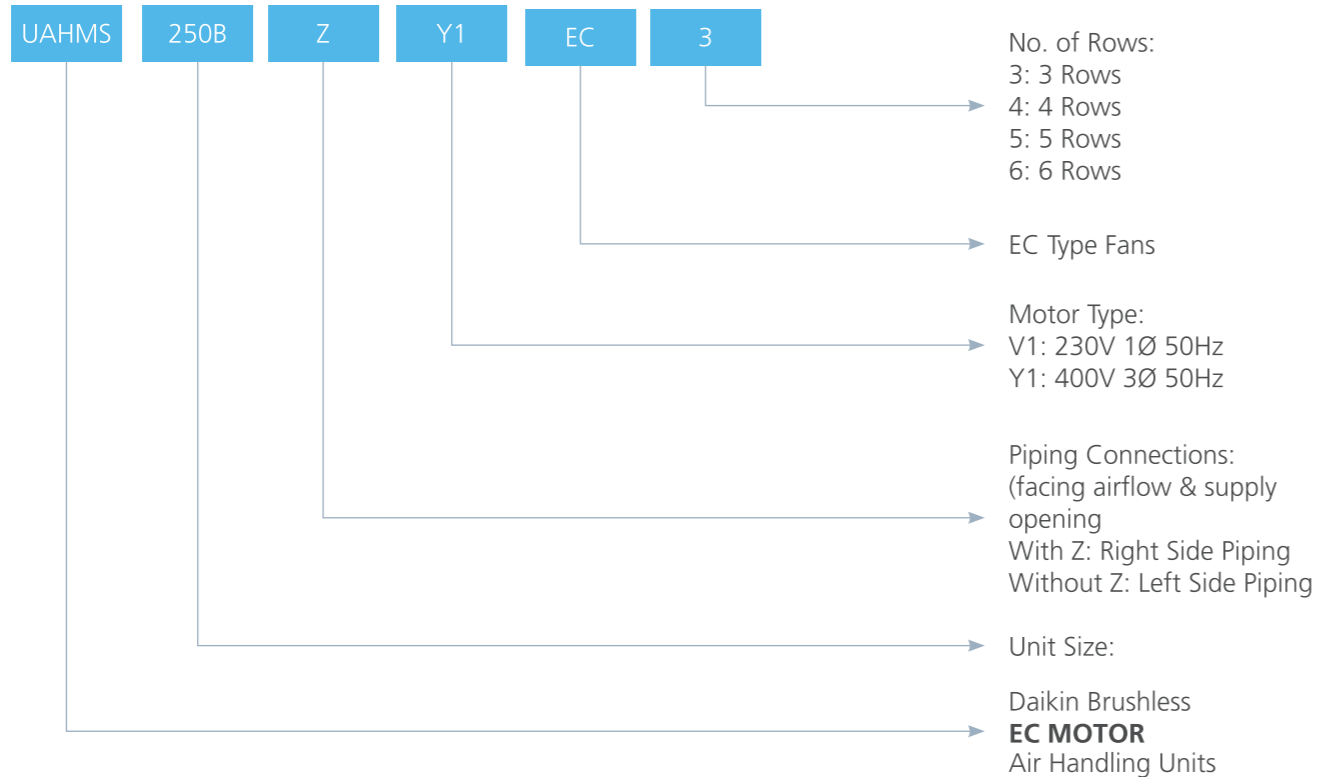 UAHMS 250B Z Y1 EC 3
No. of Rows:
3: 3 Rows
4: 4 Rows
5: 5 Rows
6: 6 Rows
EC Type Fans
Motor Type:
V1: 230V 1Ø 50Hz
Y1: 400V 3Ø 50Hz
Piping Connections:
(facing airflow & supply
opening
With Z: Right Side Piping
Without Z: Left Side Piping
Unit Size:
Daikin Brushless
EC MOTOR
Air Handling Units